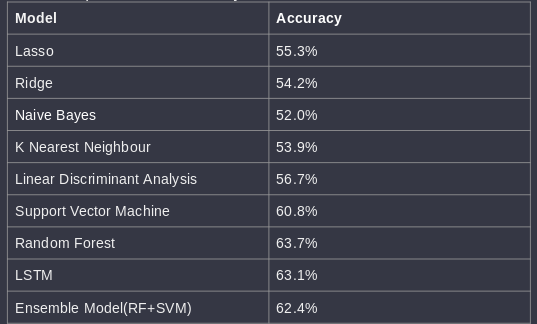 Model Accuracy
Lasso 55.3%
Ridge 54.2%
Naive Bayes 52.0%
K Nearest Neighbour 53.9%
Linear Discriminant Analysis 56.7%
Support Vector Machine 60.8%
Random Forest 63.7%
LSTM 63.1%
Ensemble Model(RF+SVM) 62.4%